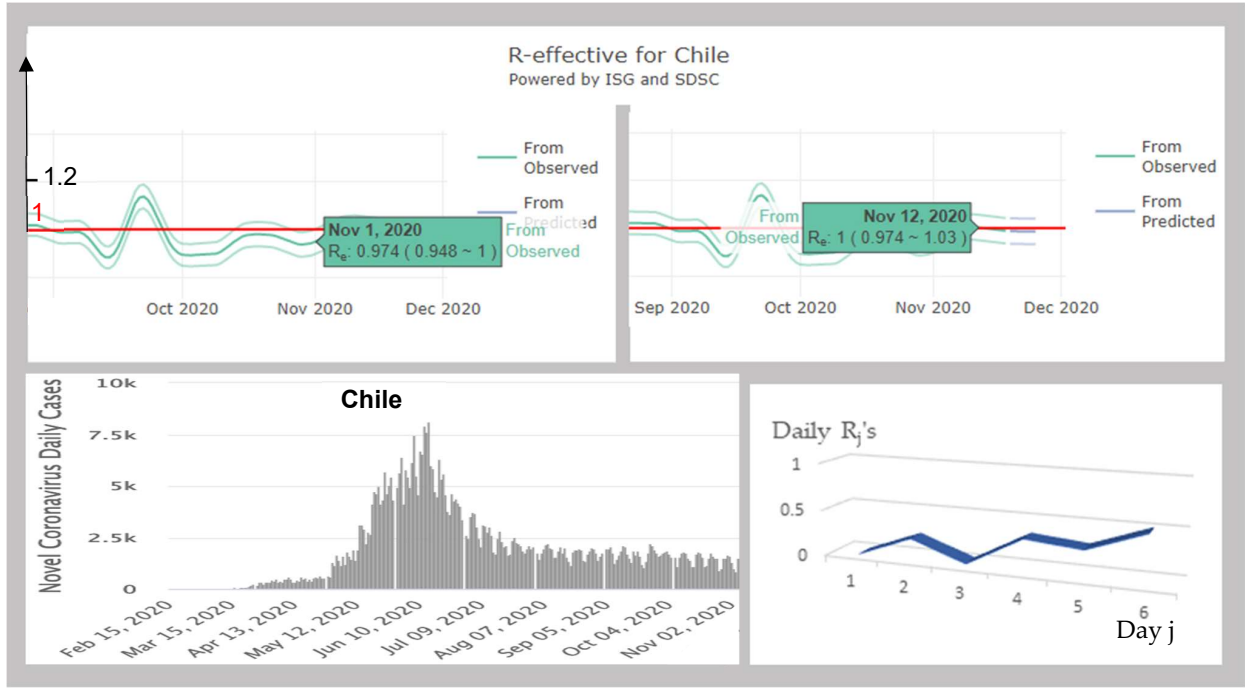 R-effective for Chile
Powered by ISG and SDSC
1.2
1
From
Observed
From
Predicted
Nov 1, 2020
Rₑ: 0.974 ( 0.948 ~ 1 )
From
Observed
Oct 2020
Nov 2020
Dec 2020
From
Observed
From
Predicted
From
Observed
Nov 12, 2020
Rₑ: 1 ( 0.974 ~ 1.03 )
Sep 2020
Oct 2020
Nov 2020
Dec 2020
Chile
Novel Coronavirus Daily Cases
10k
7.5k
5k
2.5k
0
Feb 15, 2020
Mar 15, 2020
Apr 13, 2020
May 12, 2020
Jun 10, 2020
Jul 09, 2020
Aug 07, 2020
Sep 05, 2020
Oct 04, 2020
Nov 02, 2020
Daily Rⱼ's
1
0.5
0
1
2
3
4
5
6
Day j